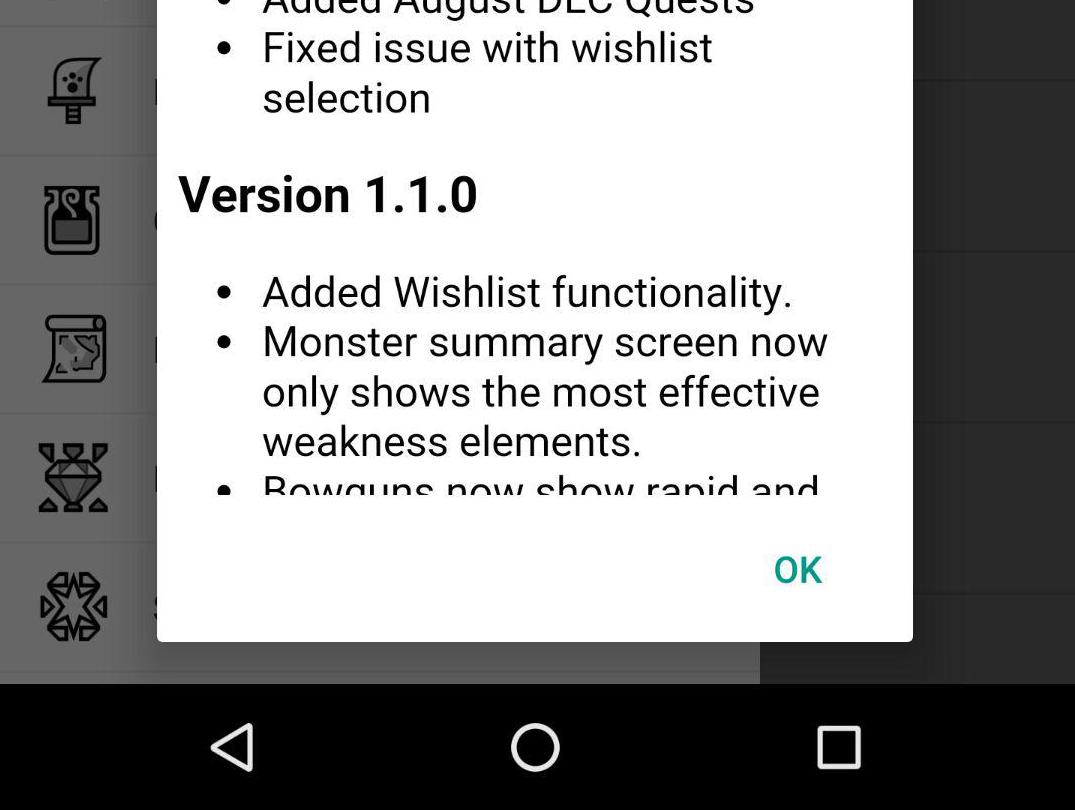 Added August DLC Quests
Fixed issue with wishlist
selection
Version 1.1.0
Added Wishlist functionality.
Monster summary screen now
only shows the most effective
weakness elements.
Bowguns now show rapid and
OK